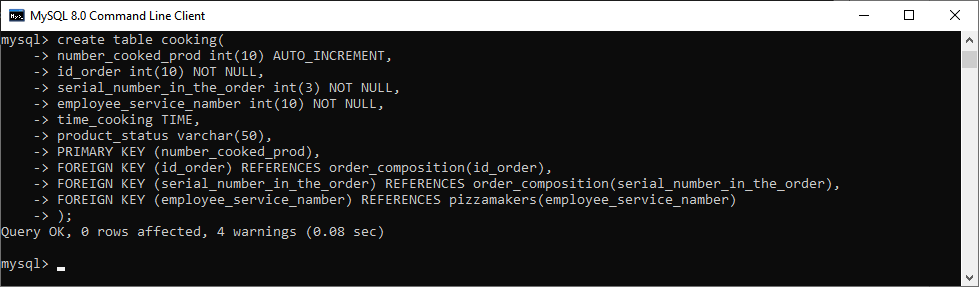 MySQL 8.0 Command Line Client
mysql> create table cooking(
    -> number_cooked_prod int(10) AUTO_INCREMENT,
    -> id_order int(10) NOT NULL,
    -> serial_number_in_the_order int(3) NOT NULL,
    -> employee_service_namber int(10) NOT NULL,
    -> time_cooking TIME,
    -> product_status varchar(50),
    -> PRIMARY KEY (number_cooked_prod),
    -> FOREIGN KEY (id_order) REFERENCES order_composition(id_order),
    -> FOREIGN KEY (serial_number_in_the_order) REFERENCES order_composition(serial_number_in_the_order),
    -> FOREIGN KEY (employee_service_namber) REFERENCES pizzamakers(employee_service_namber)
    -> );
Query OK, 0 rows affected, 4 warnings (0.08 sec)
mysql>